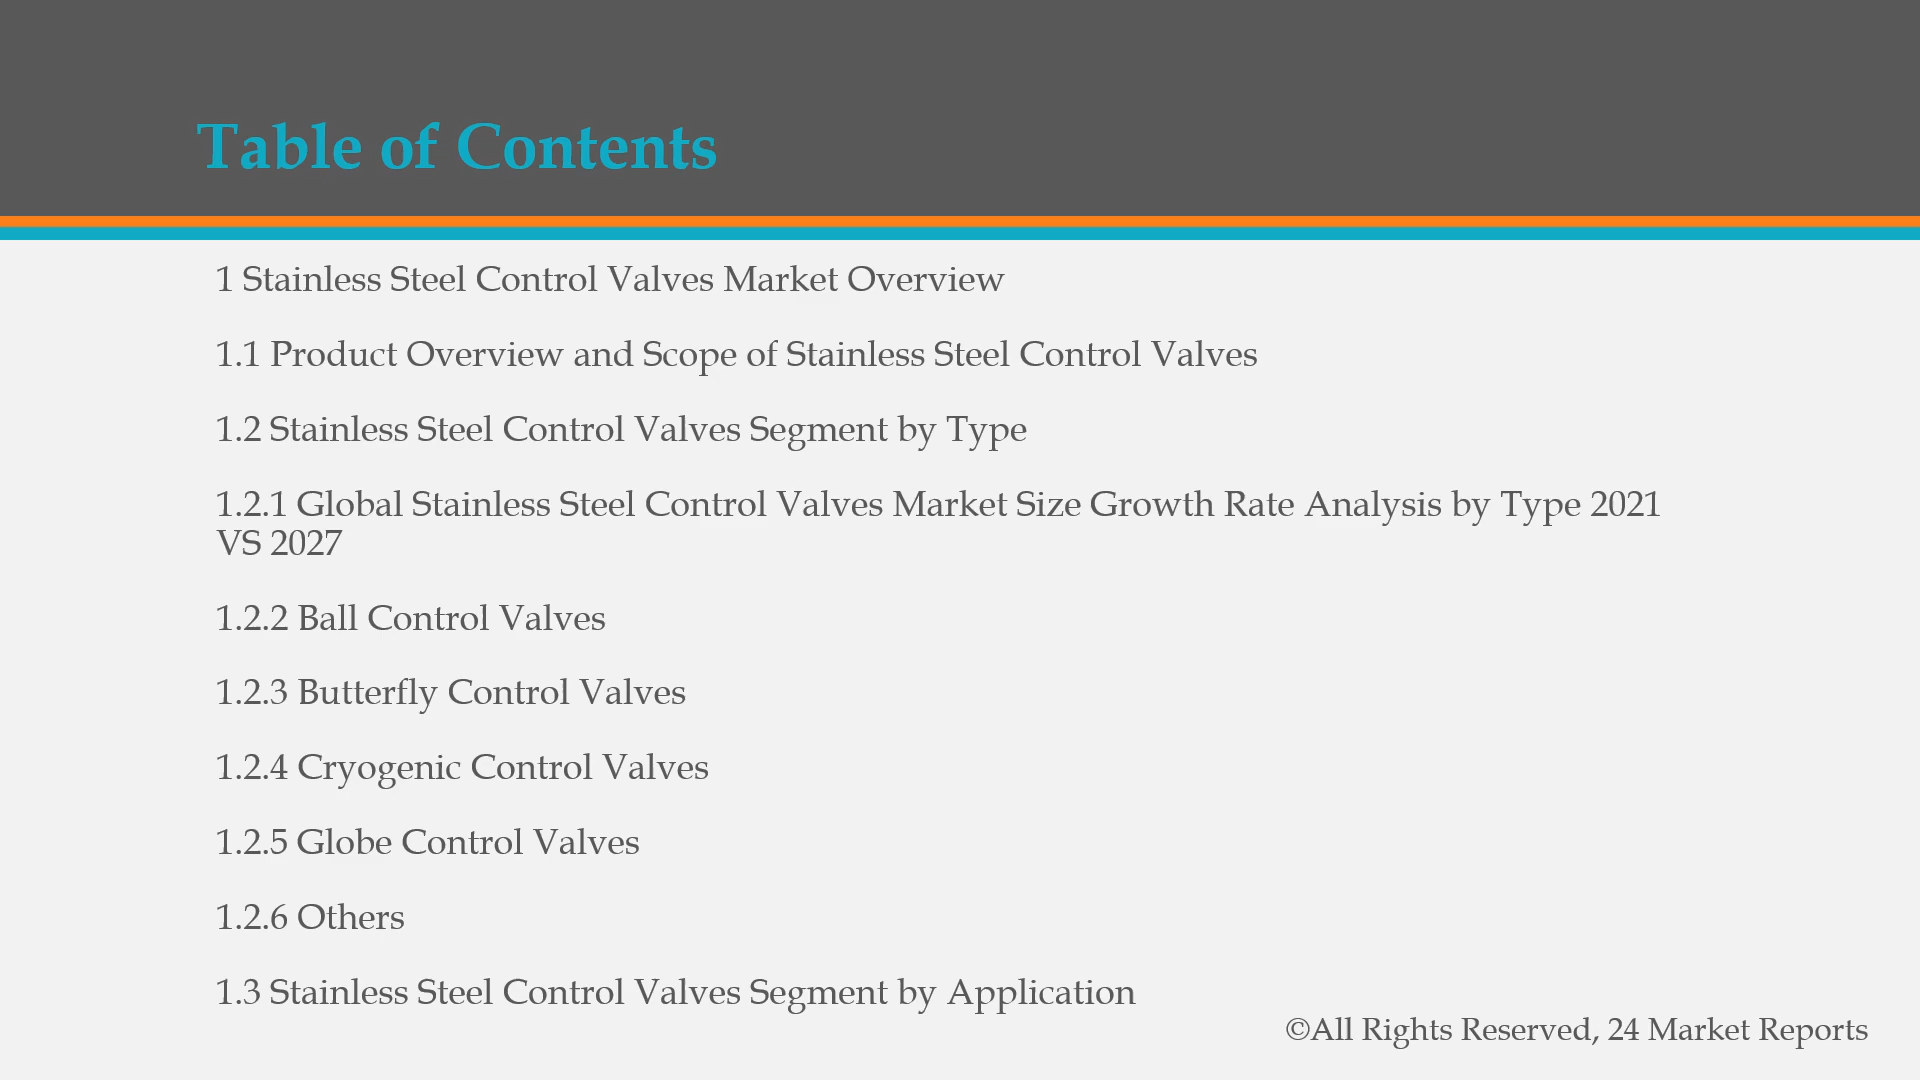 Table of Contents
1 Stainless Steel Control Valves Market Overview
1.1 Product Overview and Scope of Stainless Steel Control Valves
1.2 Stainless Steel Control Valves Segment by Type
1.2.1 Global Stainless Steel Control Valves Market Size Growth Rate Analysis by Type 2021
VS 2027
1.2.2 Ball Control Valves
1.2.3 Butterfly Control Valves
1.2.4 Cryogenic Control Valves
1.2.5 Globe Control Valves
1.2.6 Others
1.3 Stainless Steel Control Valves Segment by Application
©All Rights Reserved, 24 Market Reports